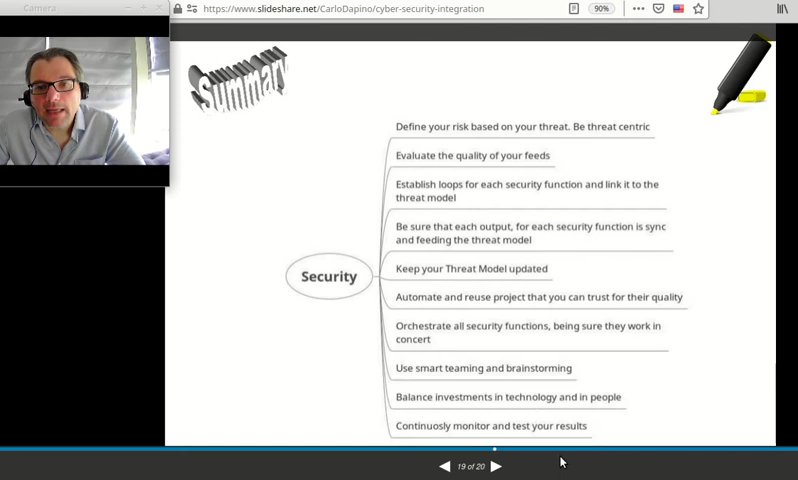 Camera
https://www.slideshare.net/CarloDapino/cyber-security-integration
90%
Summary
Define your risk based on your threat. Be threat centric
Evaluate the quality of your feeds
Establish loops for each security function and link it to the
threat model
Be sure that each output, for each security function is sync
and feeding the threat model
Security
Keep your Threat Model updated
Automate and reuse project that you can trust for their quality
Orchestrate all security functions, being sure they work in
concert
Use smart teaming and brainstorming
Balance investments in technology and in people
Continuosly monitor and test your results
19 of 20